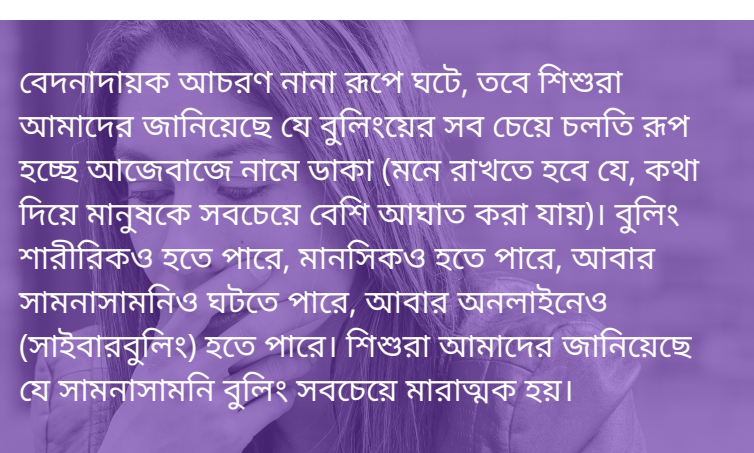 বেদনাদায়ক আচরণ নানা রূপে ঘটে, তবে শিশুরা
আমাদের জানিয়েছে যে বুলিংয়ের সব চেয়ে চলতি রূপ
হচ্ছে আজেবাজে নামে ডাকা (মনে রাখতে হবে যে, কথা
দিয়ে মানুষকে সবচেয়ে বেশি আঘাত করা যায়)। বুলিং
শারীরিকও হতে পারে, মানসিকও হতে পারে, আবার
সামনাসামনিও ঘটতে পারে, আবার অনলাইনেও
(সাইবারবুলিং) হতে পারে। শিশুরা আমাদের জানিয়েছে
যে সামনাসামনি বুলিং সবচেয়ে মারাত্মক হয়।